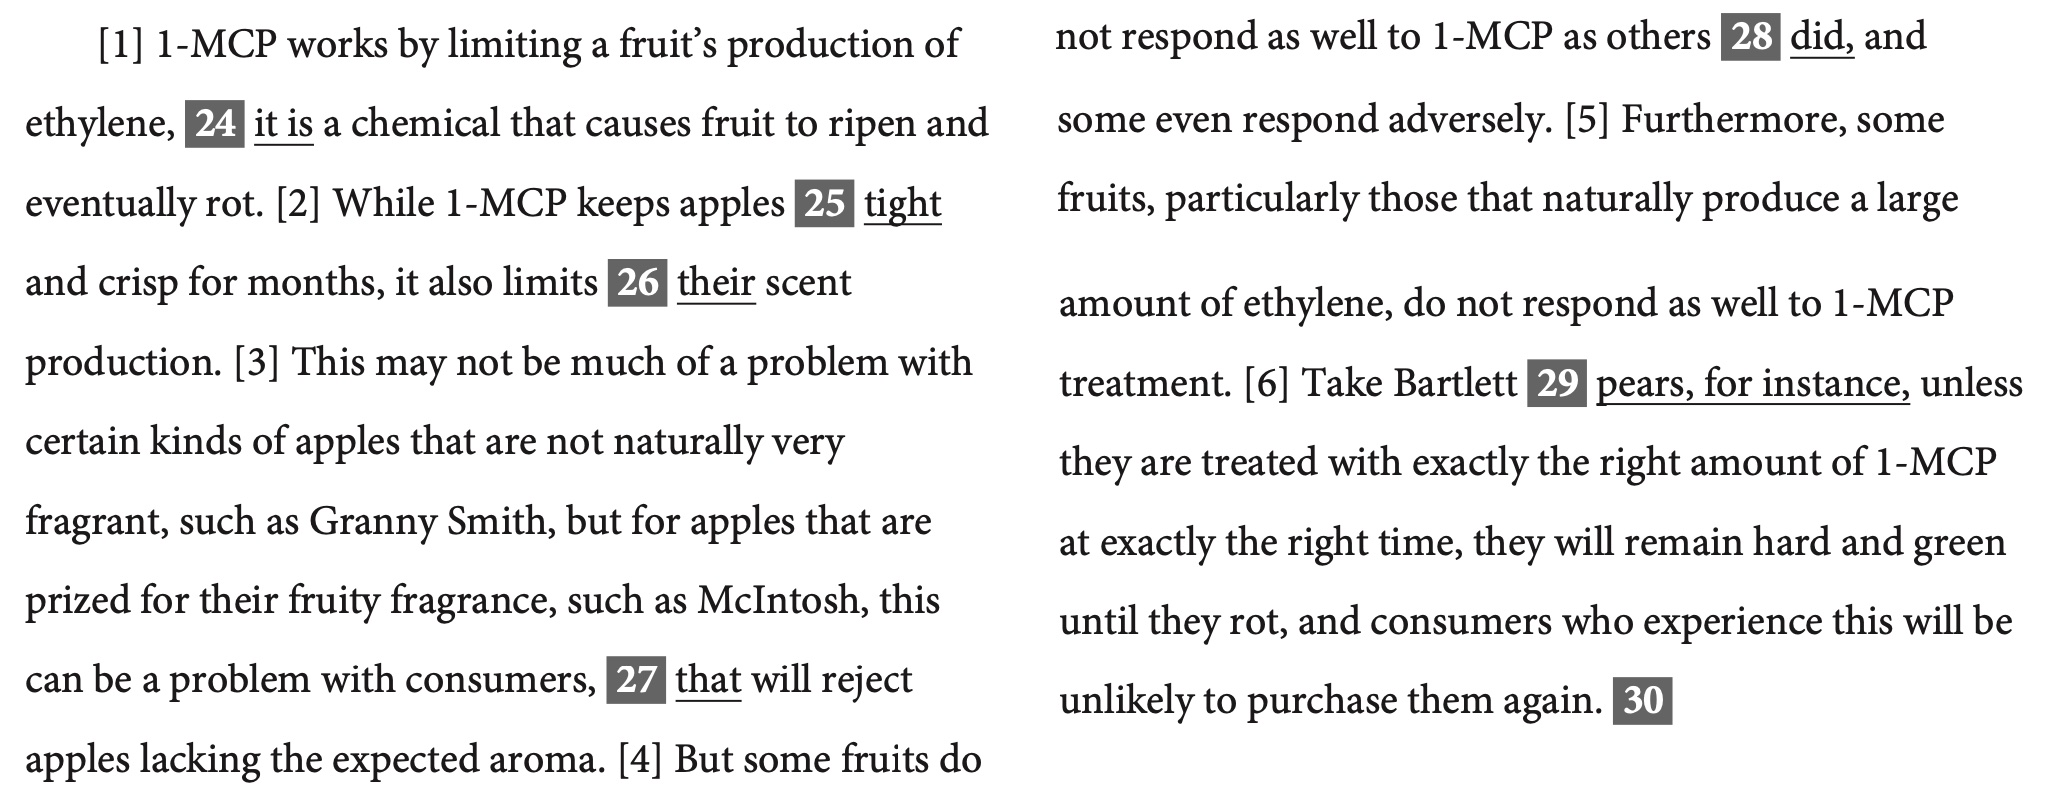 [1] 1-MCP works by limiting a fruit’s production of
ethylene, 24 it is a chemical that causes fruit to ripen and
eventually rot. [2] While 1-MCP keeps apples 25 tight
and crisp for months, it also limits 26 their scent
production. [3] This may not be much of a problem with
certain kinds of apples that are not naturally very
fragrant, such as Granny Smith, but for apples that are
prized for their fruity fragrance, such as McIntosh, this
can be a problem with consumers, 27 that will reject
apples lacking the expected aroma. [4] But some fruits do
not respond as well to 1-MCP as others 28 did, and
some even respond adversely. [5] Furthermore, some
fruits, particularly those that naturally produce a large
amount of ethylene, do not respond as well to 1-MCP
treatment. [6] Take Bartlett 29 pears, for instance, unless
they are treated with exactly the right amount of 1-MCP
at exactly the right time, they will remain hard and green
until they rot, and consumers who experience this will be
unlikely to purchase them again. 30